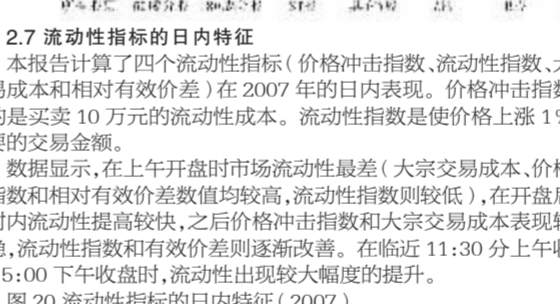 2.7 流动性指标的日内特征
本报告计算了四个流动性指标(价格冲击指数、流动性指数、
易成本和相对有效价差)在 2007 年的日内表现。价格冲击指数
的是买卖 10 万元的流动性成本。流动性指数是使价格上涨 1%
要的交易金额。
数据显示,在上午开盘时市场流动性最差(大宗交易成本、价格
指数和相对有效价差数值均较高,流动性指数则较低),在开盘后
时内流动性提高较快,之后价格冲击指数和大宗交易成本表现较
稳,流动性指数和有效价差则逐渐改善。在临近 11:30 分上午收
5:00 下午收盘时,流动性出现较大幅度的提升。
图 20 流动性指标的日内特征(2007)